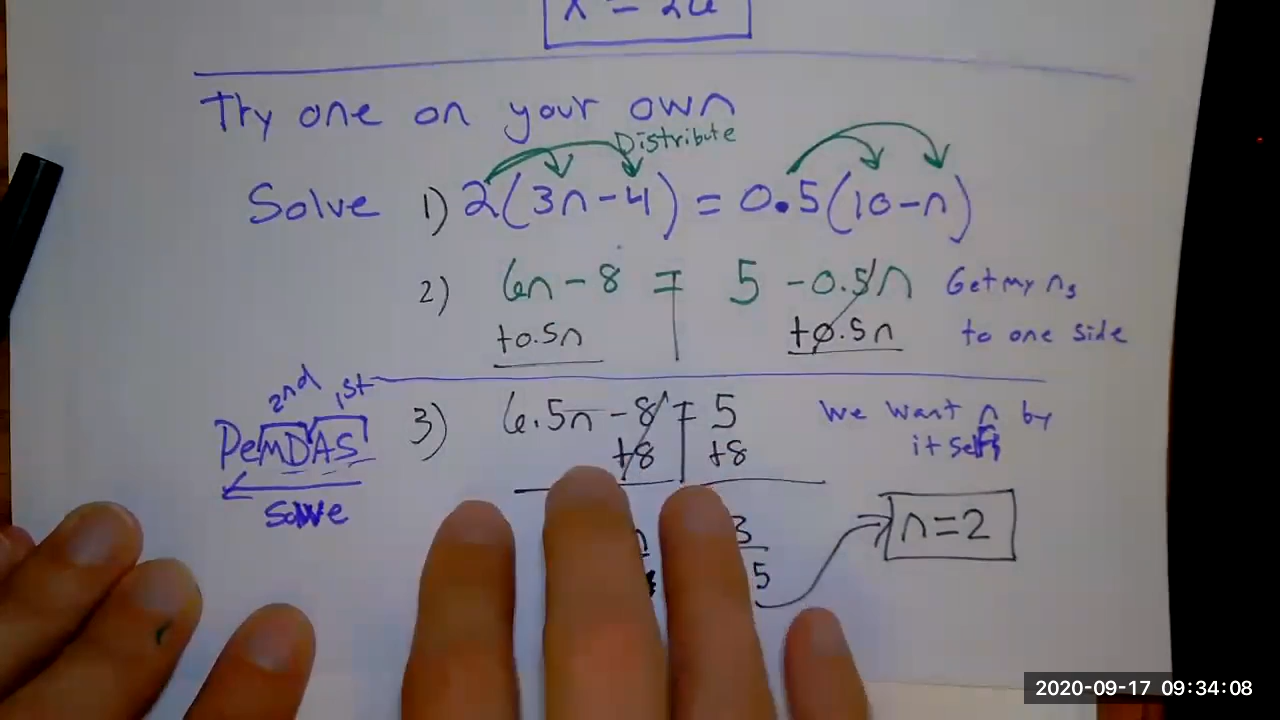 Try one on your own
Distribute
Solve 1) 2(3n-4) = 0.5(10-n)
2) 6n-8 = 5 -0.5n Get my ns
+0.5n +0.5n to one side
2nd 1st
PeMDAS 3) 6.5n -8 = 5 We want n by
+8 +8 itself
Solve
n 3 n=2
5
2020-09-17 09:34:08